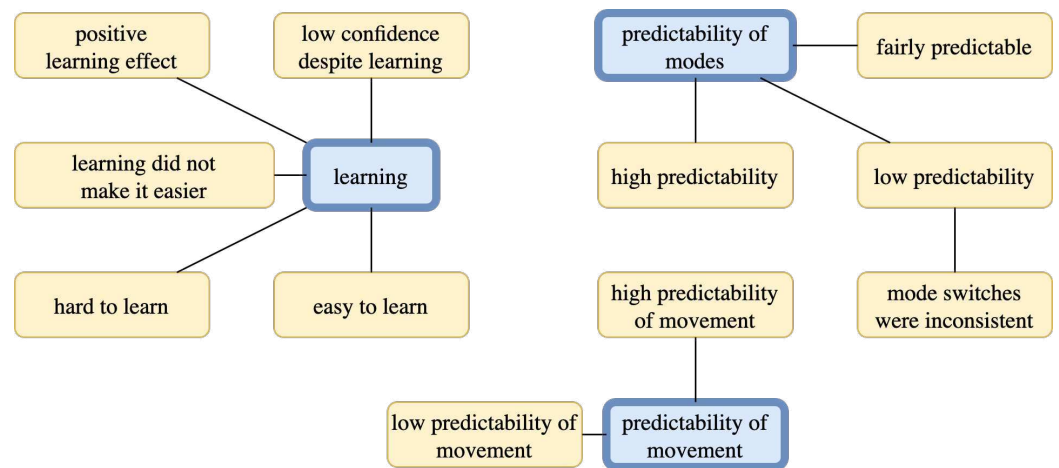 positive
learning effect
low confidence
despite learning
predictability of
modes
fairly predictable
learning did not
make it easier
learning
high predictability
low predictability
hard to learn
easy to learn
high predictability
of movement
mode switches
were inconsistent
low predictability of
movement
predictability of
movement